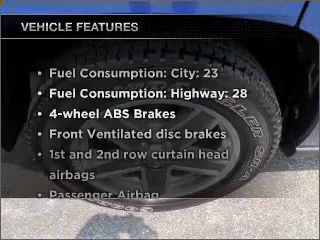 VEHICLE FEATURES
• Fuel Consumption: City: 23
• Fuel Consumption: Highway: 28
• 4-wheel ABS Brakes
• Front Ventilated disc brakes
• 1st and 2nd row curtain head
airbags
• Passenger Airbag